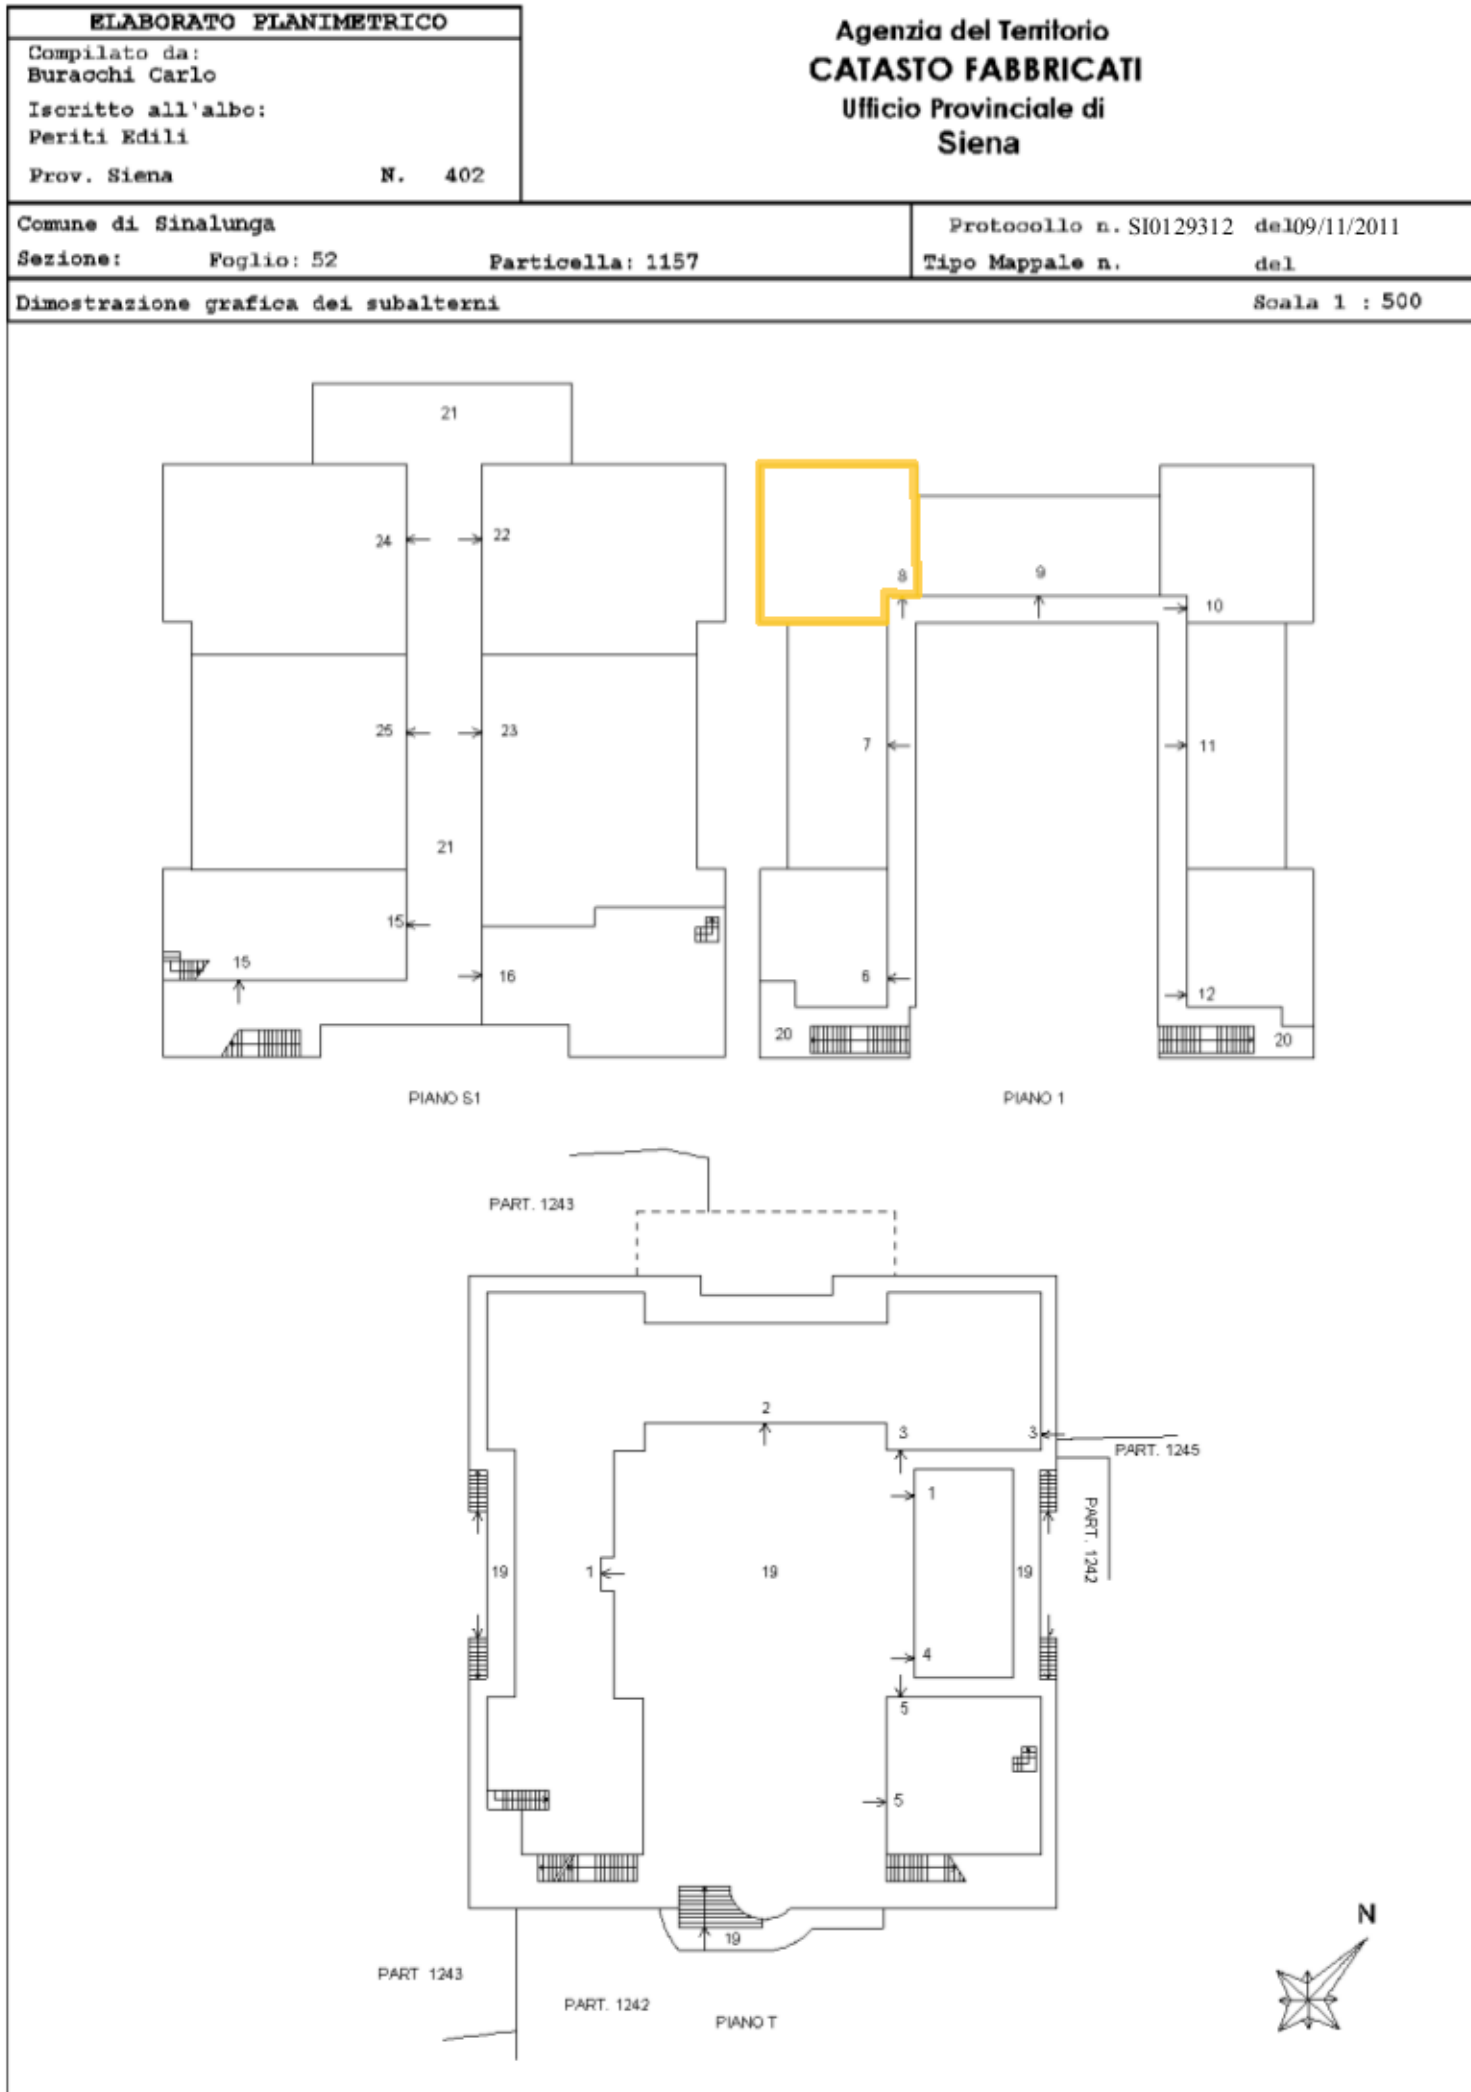 ELABORATO PLANIMETRICO
Compilato da:
Buracchi Carlo
Iscritto all'albo:
Periti Edili
Prov. Siena N. 402
Agenzia del Territorio
CATASTO FABBRICATI
Ufficio Provinciale di
Siena
Comune di Sinalunga
Sezione: Foglio: 52 Particella: 1157
Protocollo n. SI0129312 del 09/11/2011
Tipo Mappale n. del
Dimostrazione grafica dei subalterni Scala 1 : 500
21
24 22
25 23
21
15
15
16
PIANO S1
8 9
10
7 11
6
12
20 20
PIANO 1
PART. 1243
2
3 3
PART. 1245
1
PART. 1242
19 1 19 19
4
5
5
19
PART 1243
PART. 1242
PIANO T
N